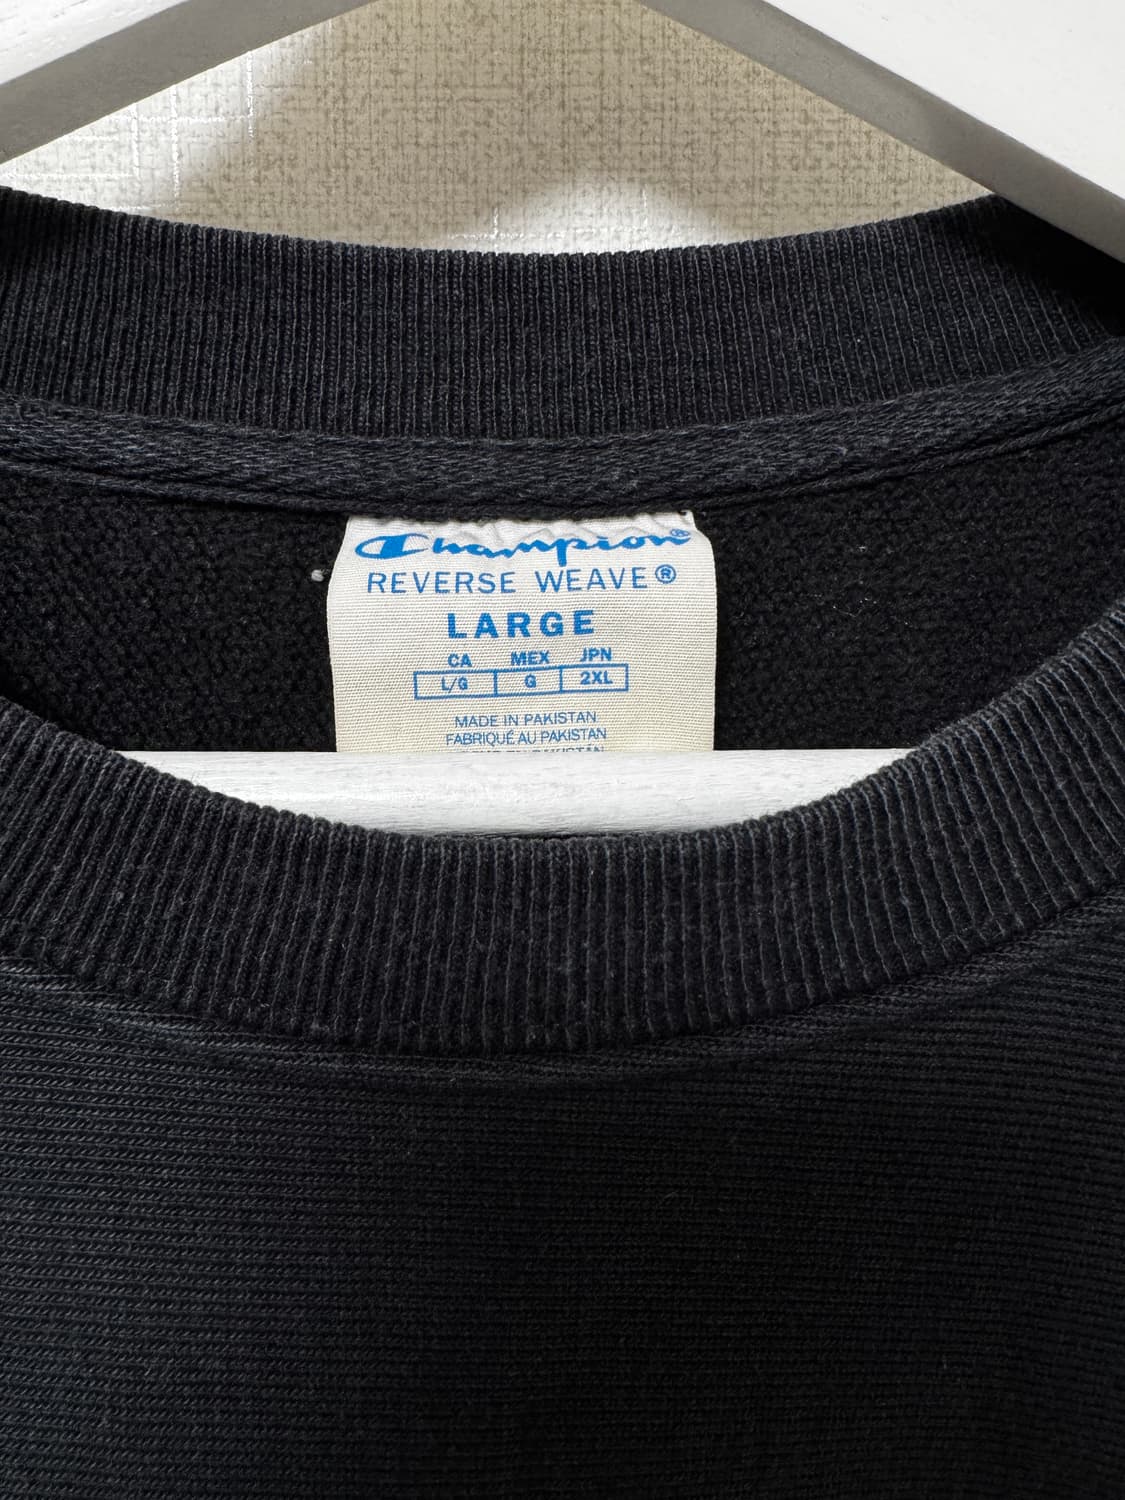 Champion®
REVERSE WEAVE®
LARGE
CA MEX JPN
L/G G 2XL
MADE IN PAKISTAN
FABRIQUÉ AU PAKISTAN